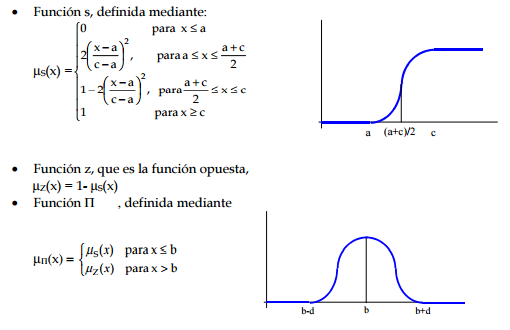 • Función s, definida mediante:
μs(x) = { 0 para x ≤ a
2((x – a)/(c – a))², para a ≤ x ≤ (a + c)/2
1 – 2((x – a)/(c – a))², para (a + c)/2 ≤ x ≤ c
1 para x ≥ c
a (a+c)/2 c
• Función z, que es la función opuesta,
μz(x) = 1- μs(x)
• Función Π , definida mediante
μπ(x) = { μS(x) para x ≤ b
μZ(x) para x > b
b-d b b+d